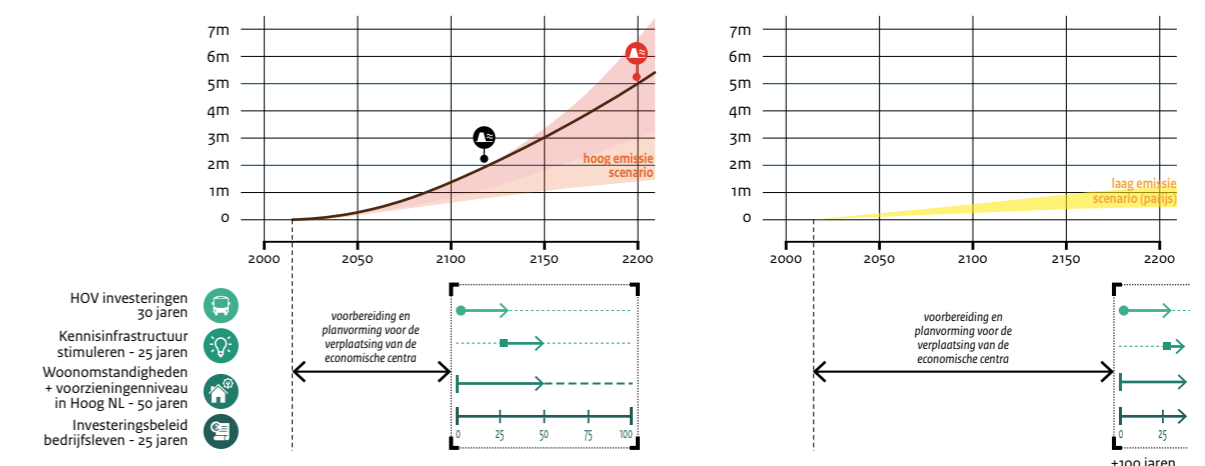 7m
6m
5m
4m
3m
2m
1m
0
hoog emissie
scenario
2000 2050 2100 2150 2200
7m
6m
5m
4m
3m
2m
1m
0
laag emissie
scenario (parijs)
2000 2050 2100 2150 2200
HOV investeringen
30 jaren
Kennisinfrastructuur
stimuleren - 25 jaren
Woonomstandigheden
+ voorzieningenniveau
in Hoog NL - 50 jaren
Investeringsbeleid
bedrijfsleven - 25 jaren
voorbereiding en
planvorming voor de
verplaatsing van de
economische centra
0 25 50 75 100
voorbereiding en
planvorming voor de
verplaatsing van de
economische centra
0 25
+100 jaren